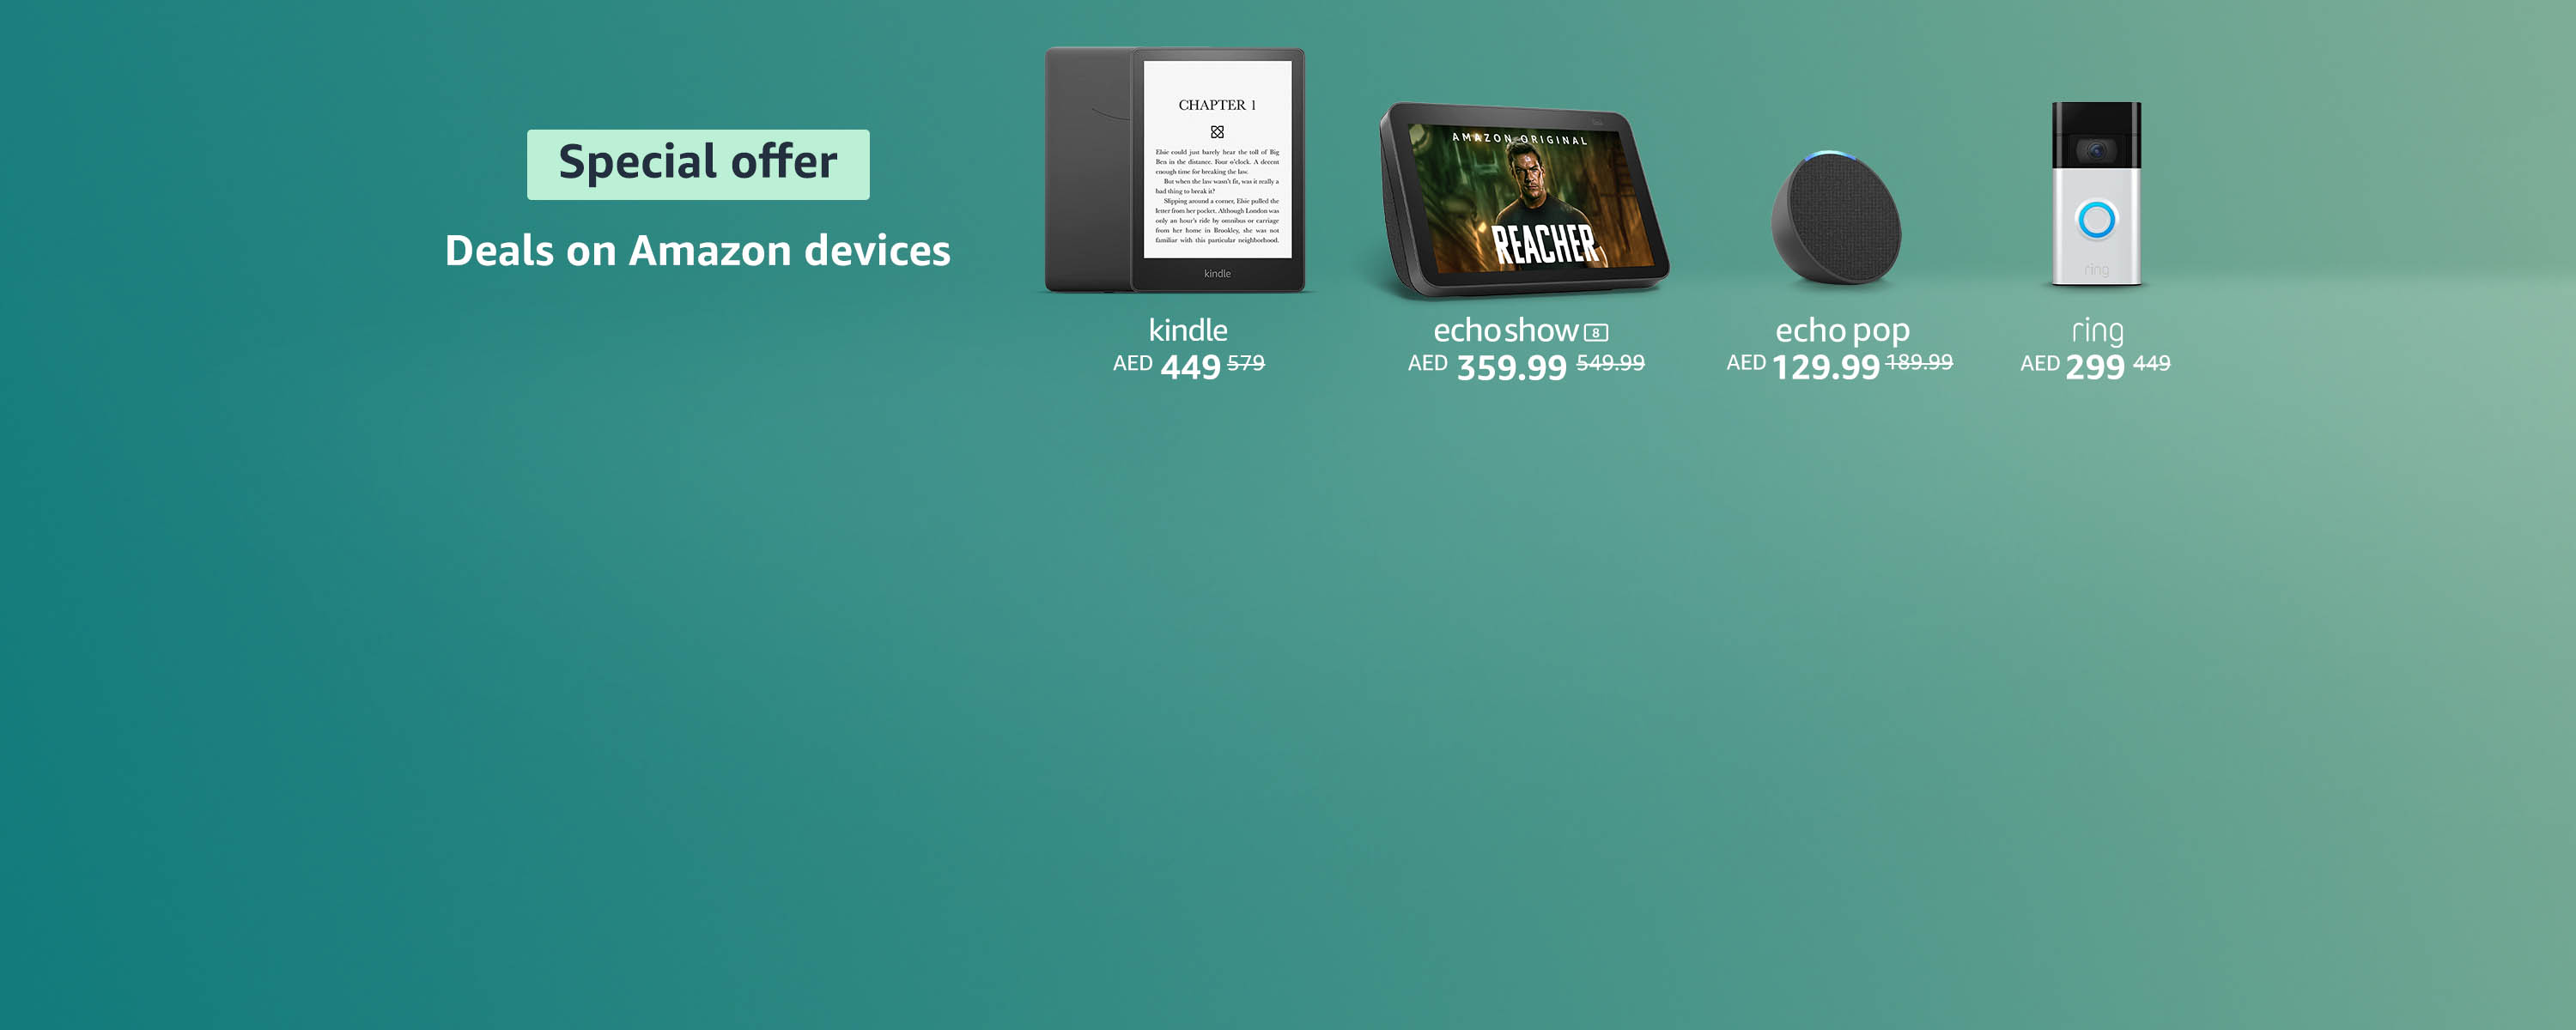 Special offer
Deals on Amazon devices
CHAPTER 1
Elsie could just barely hear the toll of Big
Ben in the distance. Four o'clock. A decent
enough time for breaking the law.
But when the law wasn't fit, was it really a
bad thing to break it?
Slipping around a corner, Elsie pulled the
letter from her pocket. Although London was
only an hour's ride by omnibus or carriage
from her home in Brookley, she was not
familiar with this particular neighborhood.
kindle
AMAZON ORIGINAL
REACHER
ring
kindle
AED 449 579
echo show 8
AED 359.99 549.99
echo pop
AED 129.99 189.99
ring
AED 299 449